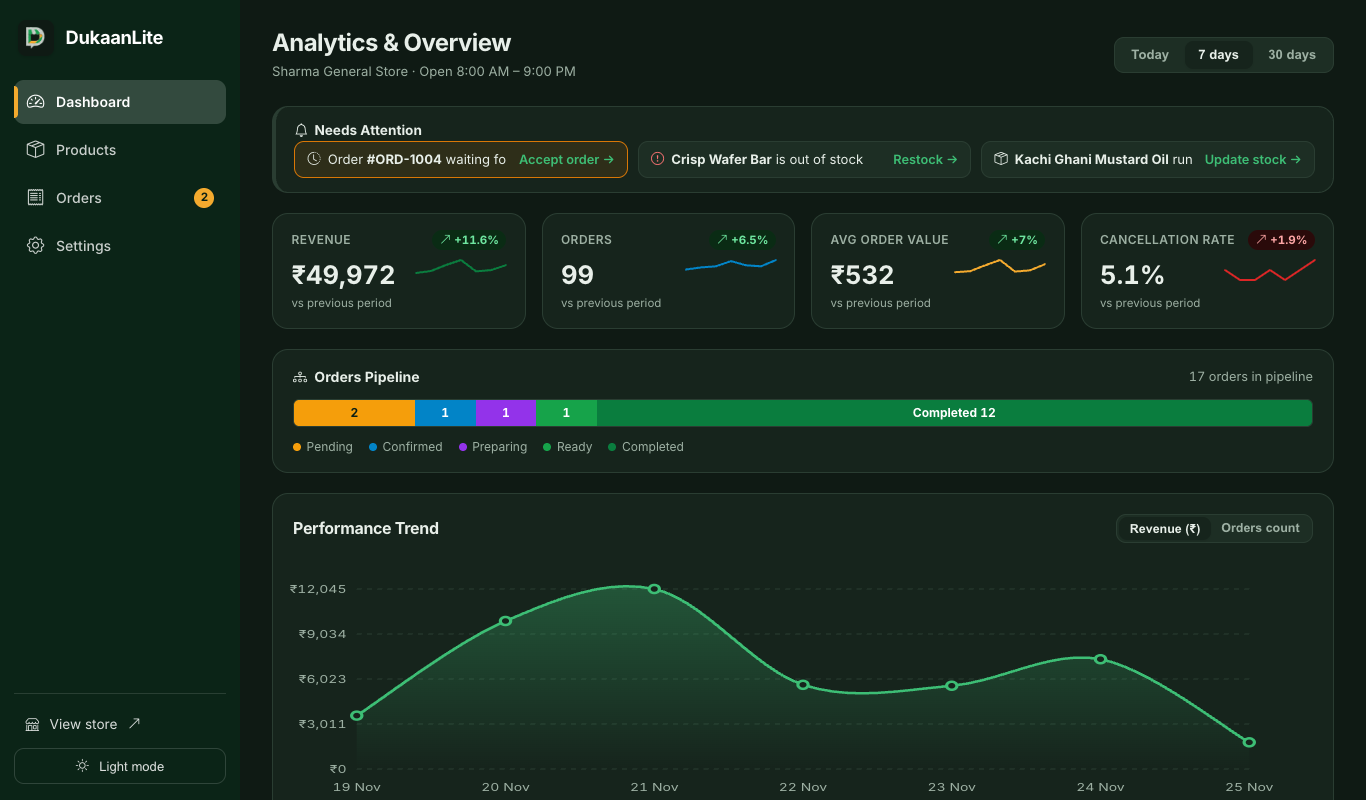 DukaanLite
Dashboard
Products
Orders 2
Settings
View store
Light mode
Analytics & Overview
Sharma General Store · Open 8:00 AM – 9:00 PM
Today 7 days 30 days
Needs Attention
Order #ORD-1004 waiting fo Accept order →
Crisp Wafer Bar is out of stock Restock →
Kachi Ghani Mustard Oil run Update stock →
REVENUE ↗ +11.6%
₹49,972
vs previous period
ORDERS ↗ +6.5%
99
vs previous period
AVG ORDER VALUE ↗ +7%
₹532
vs previous period
CANCELLATION RATE ↗ +1.9%
5.1%
vs previous period
Orders Pipeline 17 orders in pipeline
2 1 1 1 Completed 12
Pending Confirmed Preparing Ready Completed
Performance Trend Revenue (₹) Orders count
₹12,045
₹9,034
₹6,023
₹3,011
₹0
19 Nov 20 Nov 21 Nov 22 Nov 23 Nov 24 Nov 25 Nov